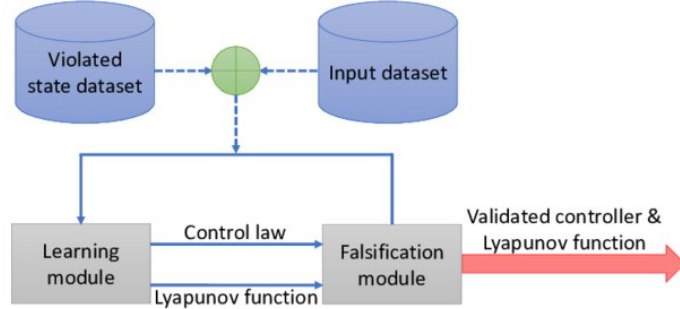 Violated
state dataset
Input dataset
Control law
Learning
module
Falsification
module
Lyapunov function
Validated controller &
Lyapunov function